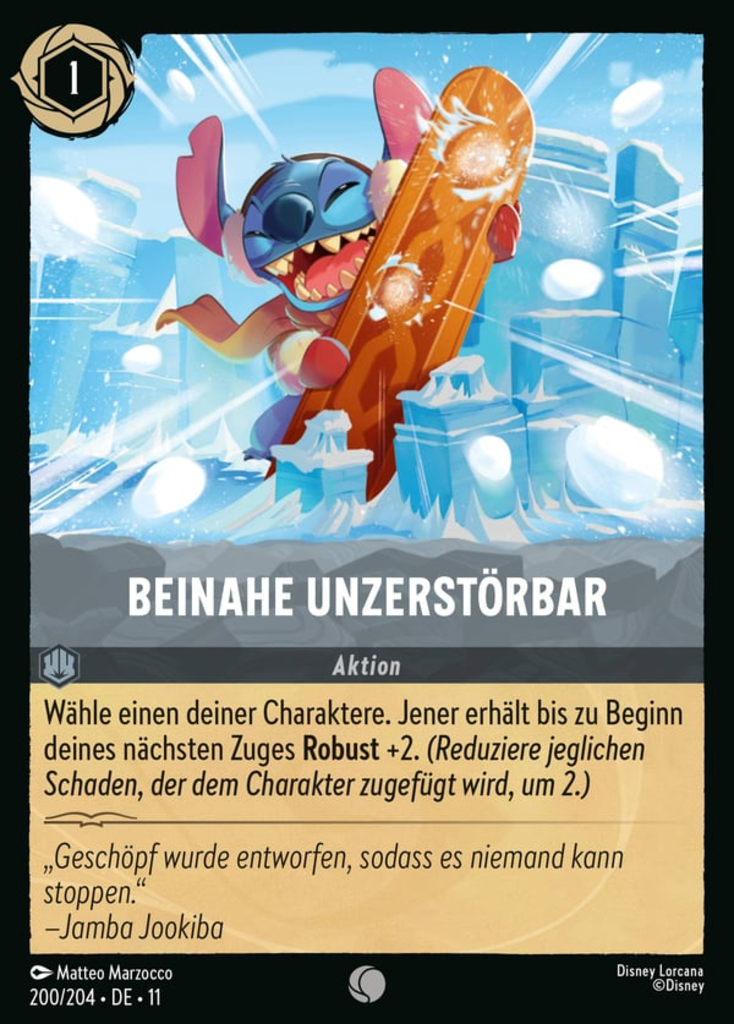 1
BEINAHE UNZERSTÖRBAR
Aktion
Wähle einen deiner Charaktere. Jener erhält bis zu Beginn
deines nächsten Zuges Robust +2. (Reduziere jeglichen
Schaden, der dem Charakter zugefügt wird, um 2.)
„Geschöpf wurde entworfen, sodass es niemand kann
stoppen.“
–Jamba Jookiba
Matteo Marzocco
200/204 • DE • 11
Disney Lorcana
©Disney